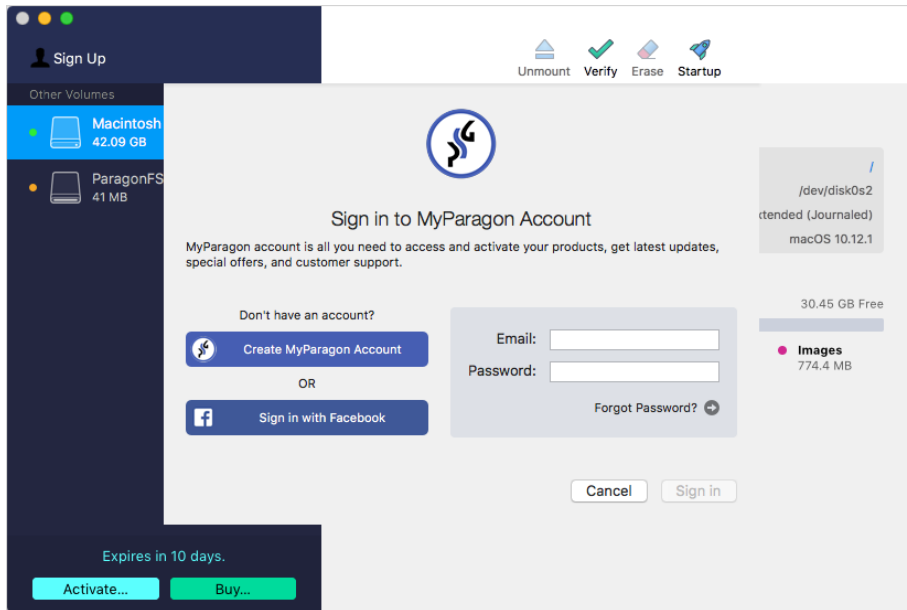 Sign Up
Unmount Verify Erase Startup
Other Volumes
Macintosh
42.09 GB
ParagonFS
41 MB
Sign in to MyParagon Account
MyParagon account is all you need to access and activate your products, get latest updates,
special offers, and customer support.
Don't have an account?
Create MyParagon Account
OR
Sign in with Facebook
Email:
Password:
Forgot Password?
Cancel Sign in
/
/dev/disk0s2
xtended (Journaled)
macOS 10.12.1
30.45 GB Free
Images
774.4 MB
Expires in 10 days.
Activate... Buy...